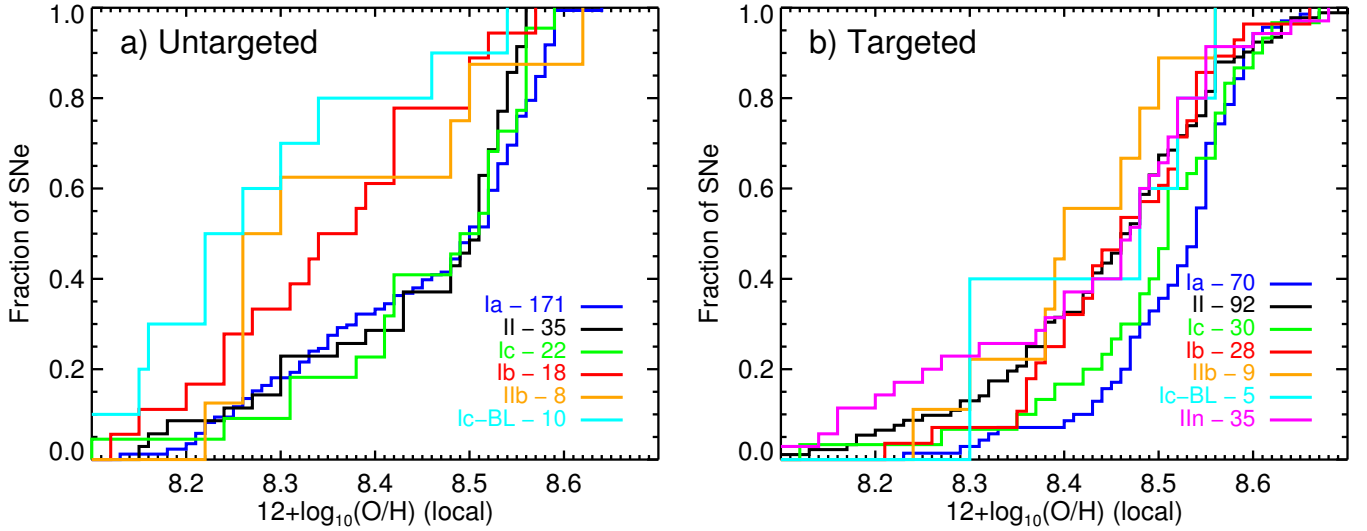 a) Untargeted
1.0
0.8
0.6
0.4
0.2
0.0
Fraction of SNe
Ia – 171
II – 35
Ic – 22
Ib – 18
IIb – 8
Ic–BL – 10
8.2 8.3 8.4 8.5 8.6
12+log₁₀(O/H) (local)
b) Targeted
1.0
0.8
0.6
0.4
0.2
0.0
Fraction of SNe
Ia – 70
II – 92
Ic – 30
Ib – 28
IIb – 9
Ic–BL – 5
IIn – 35
8.2 8.3 8.4 8.5 8.6
12+log₁₀(O/H) (local)